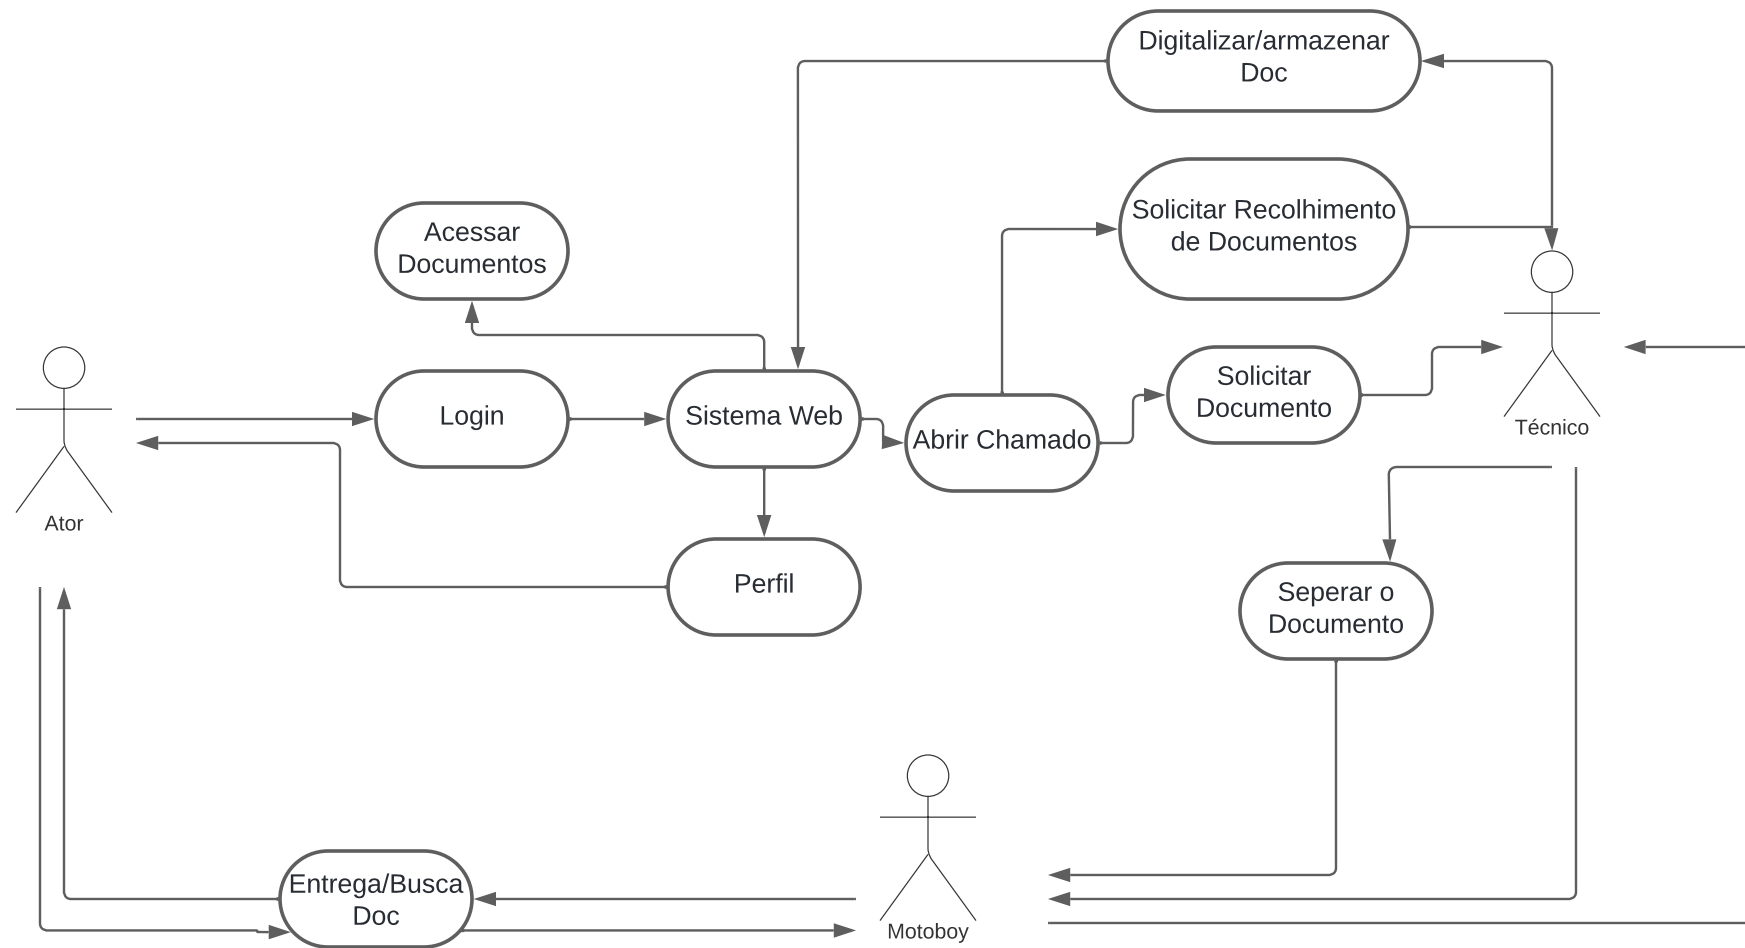 Digitalizar/armazenar
Doc
Solicitar Recolhimento
de Documentos
Acessar
Documentos
Solicitar
Documento
Login
Sistema Web
Abrir Chamado
Técnico
Ator
Perfil
Seperar o
Documento
Entrega/Busca
Doc
Motoboy